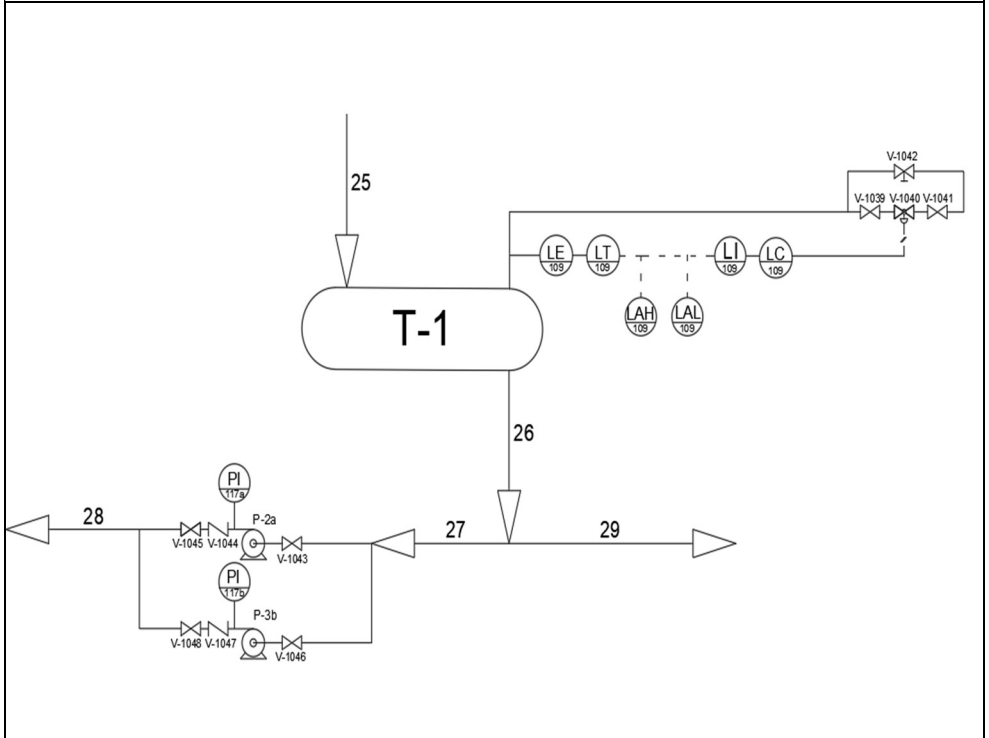 V-1042
25
V-1039 V-1040 V-1041
LE
109
LT
109
LI
109
LC
109
LAH
109
LAL
109
T-1
26
PI
117a
28
P-2a
27
29
V-1045 V-1044
V-1043
PI
117b
P-3b
V-1048 V-1047
V-1046